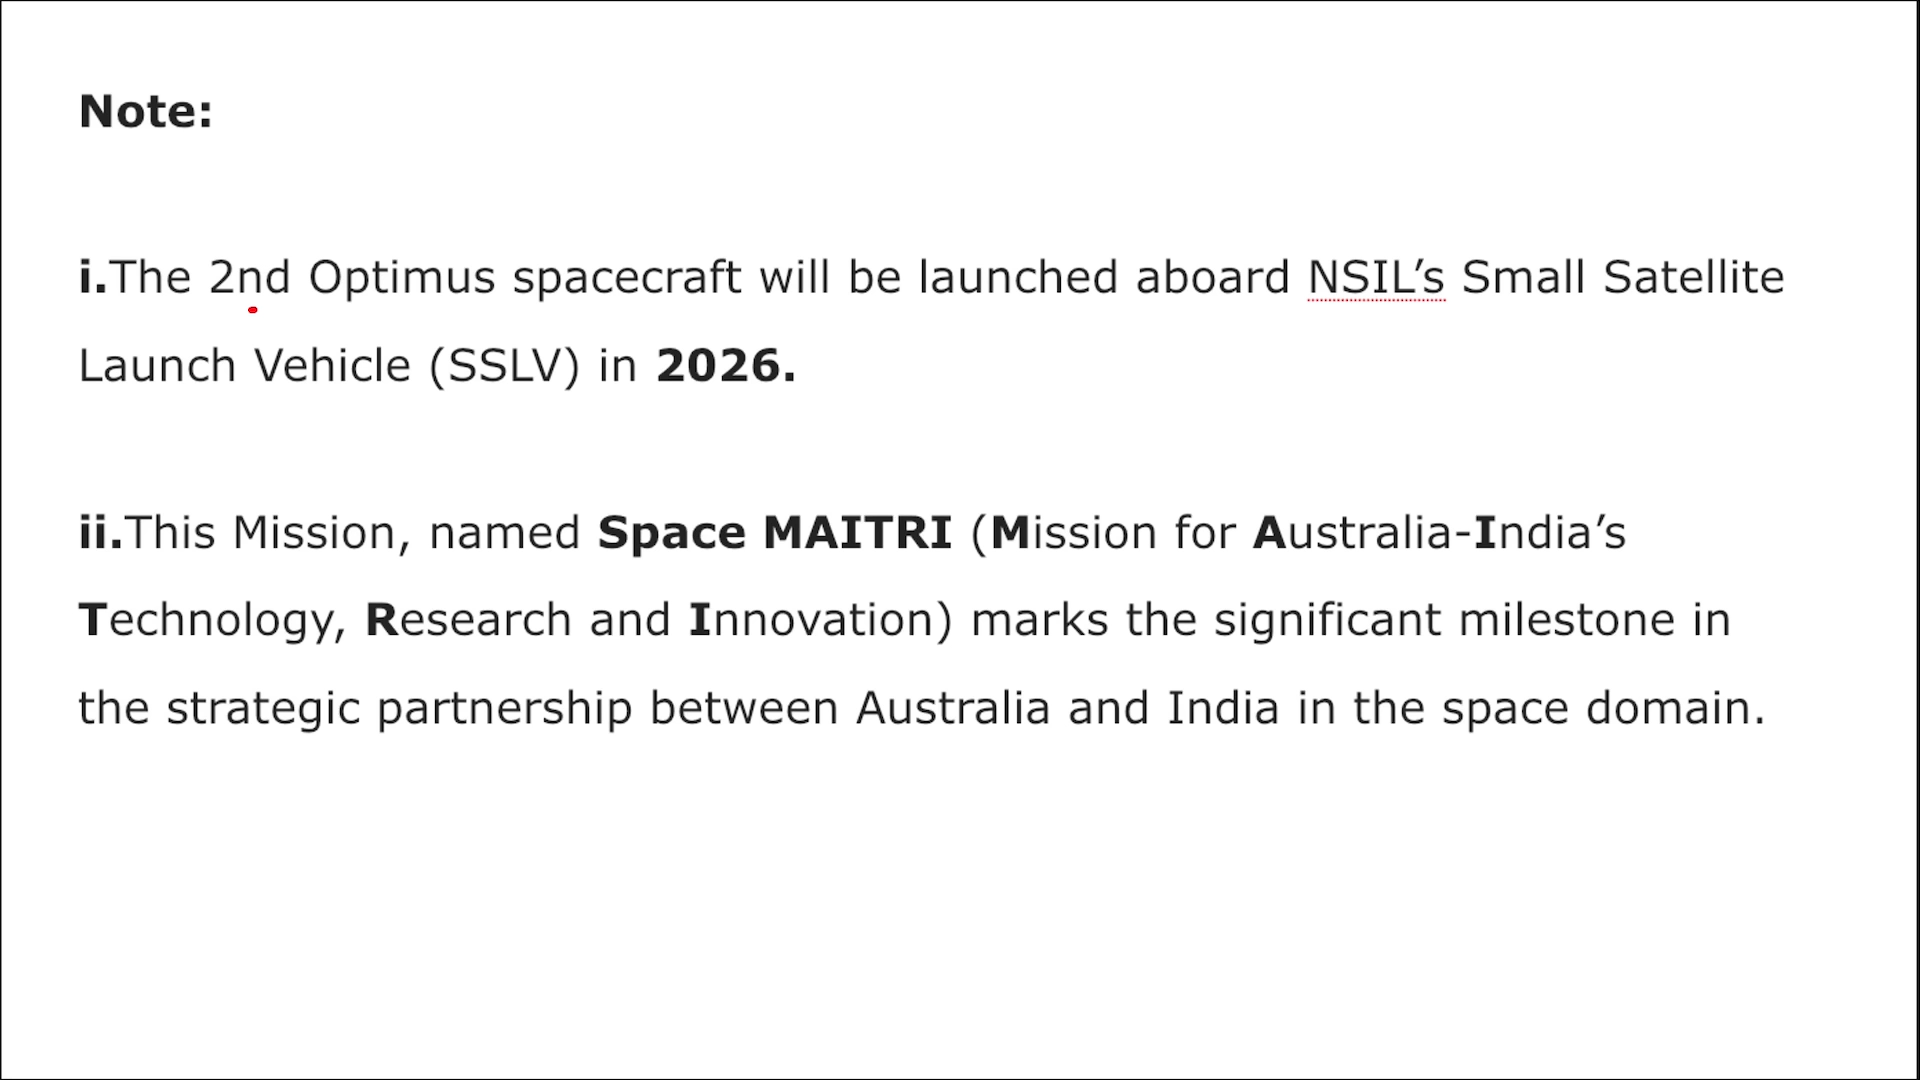 Note:
i.The 2nd Optimus spacecraft will be launched aboard NSIL’s Small Satellite
Launch Vehicle (SSLV) in 2026.
ii.This Mission, named Space MAITRI (Mission for Australia-India’s
Technology, Research and Innovation) marks the significant milestone in
the strategic partnership between Australia and India in the space domain.